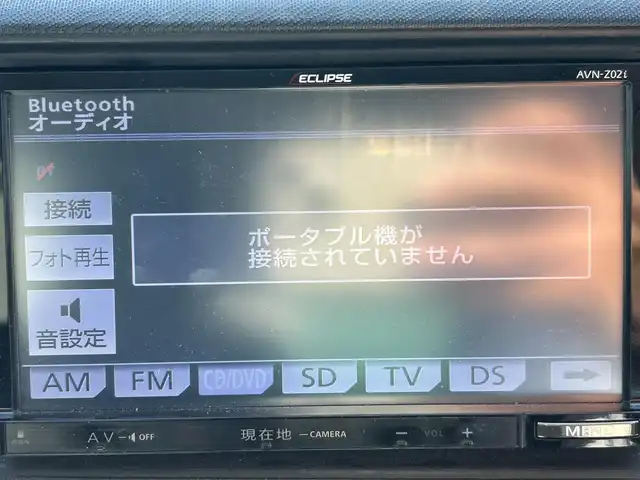 ECLIPSE
AVN-Z02i
Bluetooth
オーディオ
接続
フォト再生
音設定
ポータブル機が
接続されていません
AM
FM
CD/DVD
SD
TV
DS
AV-OFF
現在地 -CAMERA
- VOL +